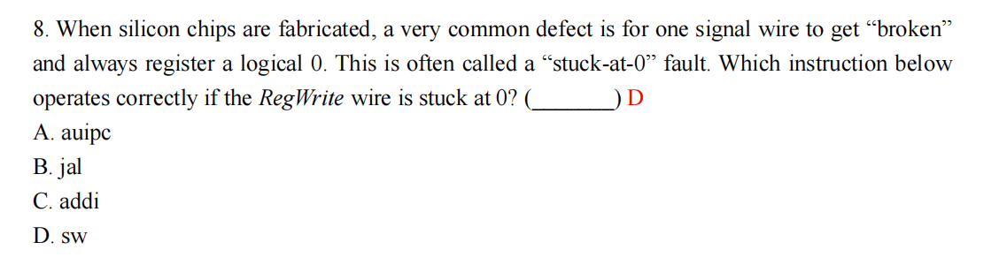 8. When silicon chips are fabricated, a very common defect is for one signal wire to get “broken”
and always register a logical 0. This is often called a “stuck-at-0” fault. Which instruction below
operates correctly if the RegWrite wire is stuck at 0? (_______) D
A. auipc
B. jal
C. addi
D. sw